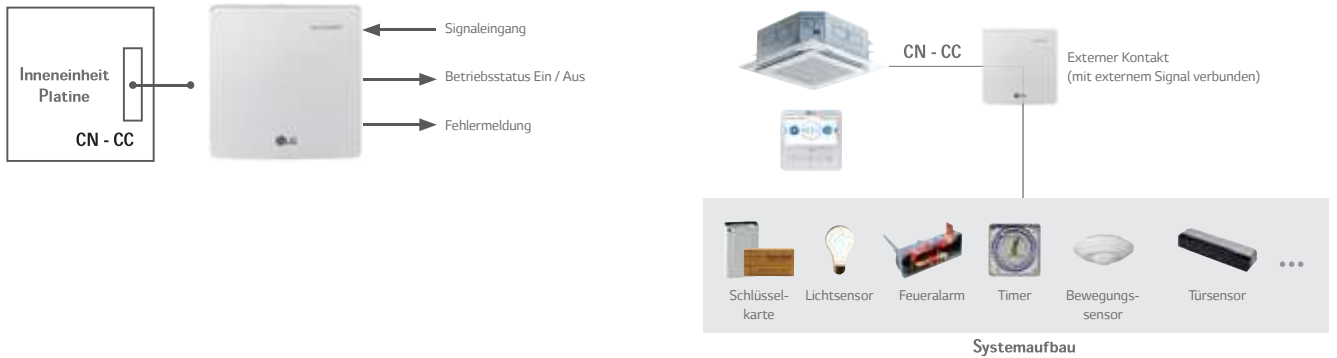 Inneneinheit
Platine
CN - CC
LG
Signaleingang
Betriebsstatus Ein / Aus
Fehlermeldung
CN - CC
Externer Kontakt
(mit externem Signal verbunden)
Schlüssel-
karte
Lichtsensor
Feueralarm
Timer
Bewegungs-
sensor
Türsensor
Systemaufbau